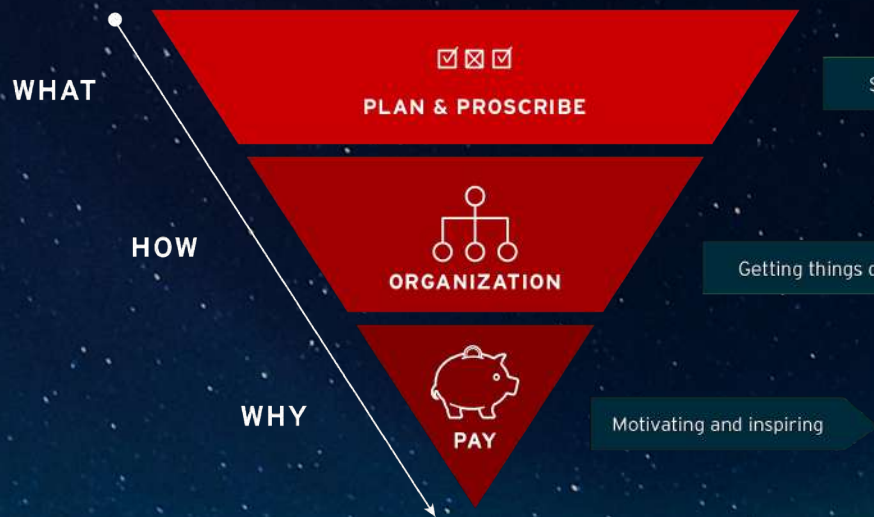 WHAT
PLAN & PROSCRIBE
HOW
ORGANIZATION
Getting things
WHY
PAY
Motivating and inspiring